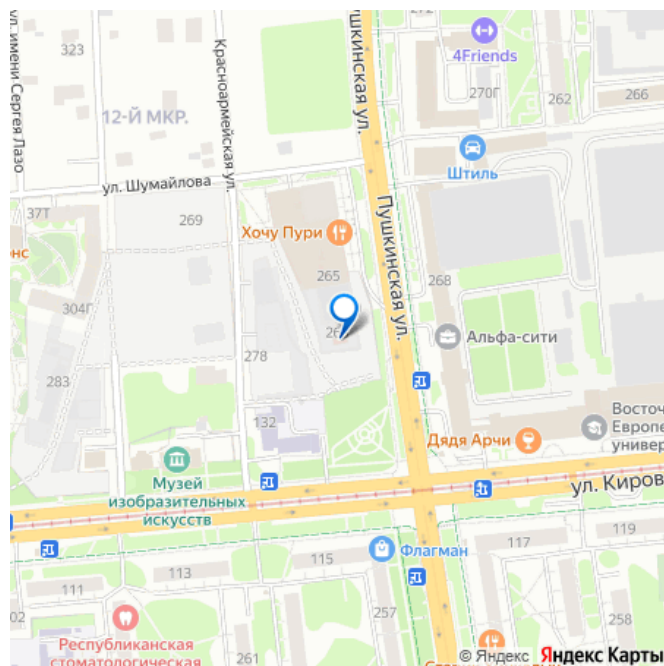 272
4Friends
ул. имени Сергея Лазо
323
Красноармейская ул.
Пушкинская ул.
270Г
262
266
12-Й МКР.
Штиль
ул. Шумайлова
37Т
269
Хочу Пури
Пушкинская ул.
265
268
304Г
Альфа-сити
278
283
132
Дядя Арчи
Восточ
Европе
универ
Музей
изобразительных
искусств
ул. Киров
Флагман
117
119
115
113
111
257
258
Республиканская
стоматологическая
261
© Яндекс Яндекс Карты